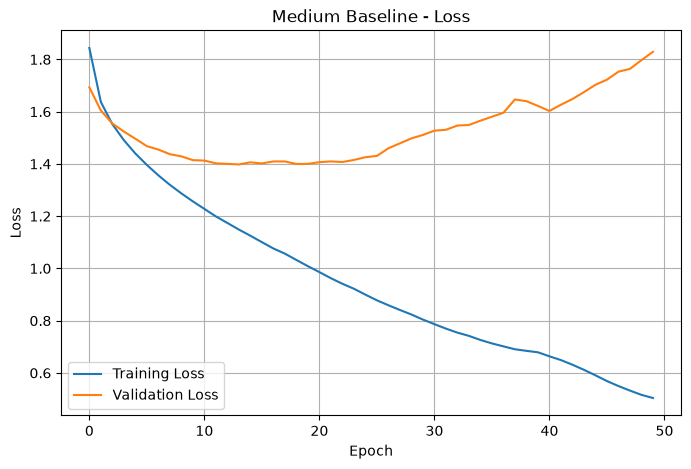 Medium Baseline - Loss
1.8
1.6
1.4
1.2
1.0
0.8
0.6
Loss
Training Loss
Validation Loss
0 10 20 30 40 50
Epoch